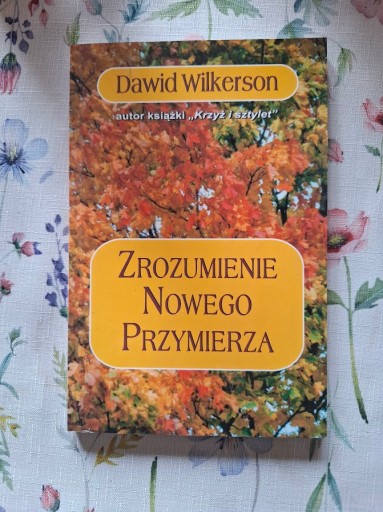 Dawid Wilkerson
autor książki „Krzyż i sztylet”
ZROZUMIENIE
NOWEGO
PRZYMIERZA